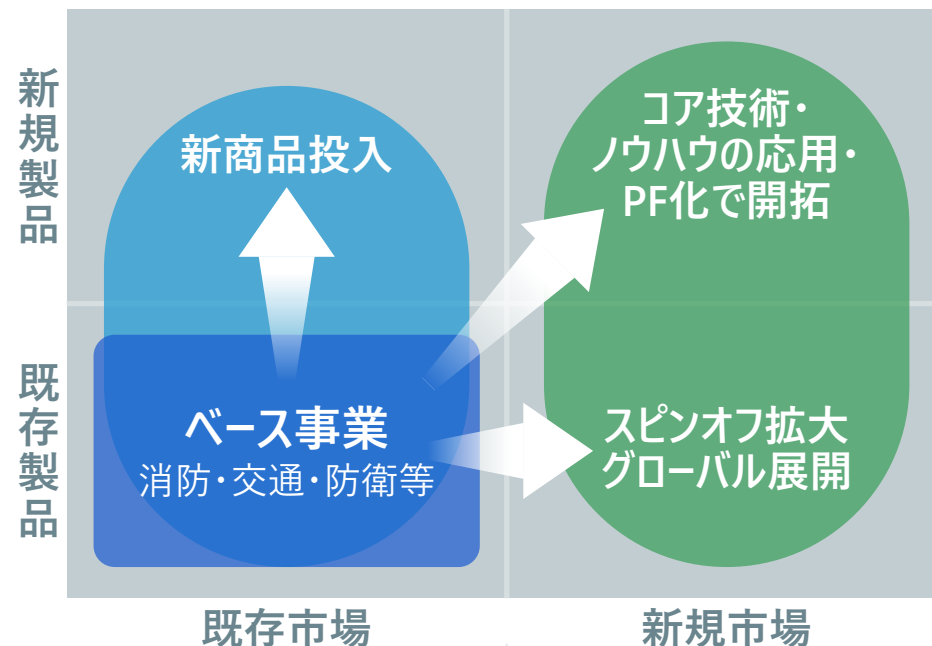 新規製品
新商品投入
コア技術・
ノウハウの応用・
PF化で開拓
既存製品
ベース事業
消防・交通・防衛等
スピンオフ拡大
グローバル展開
既存市場
新規市場